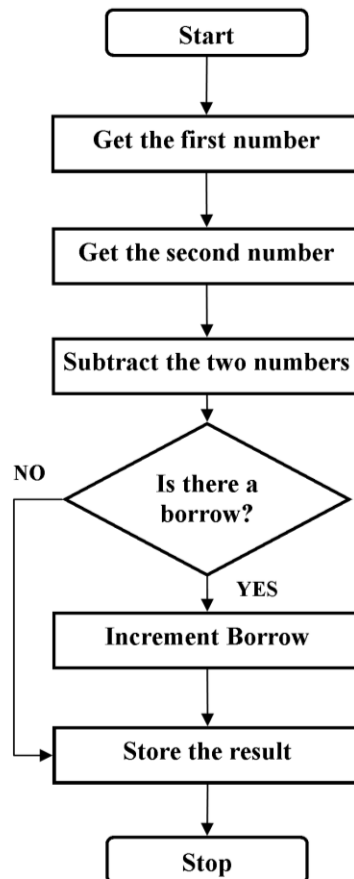 Start
Get the first number
Get the second number
Subtract the two numbers
Is there a
borrow?
NO
YES
Increment Borrow
Store the result
Stop